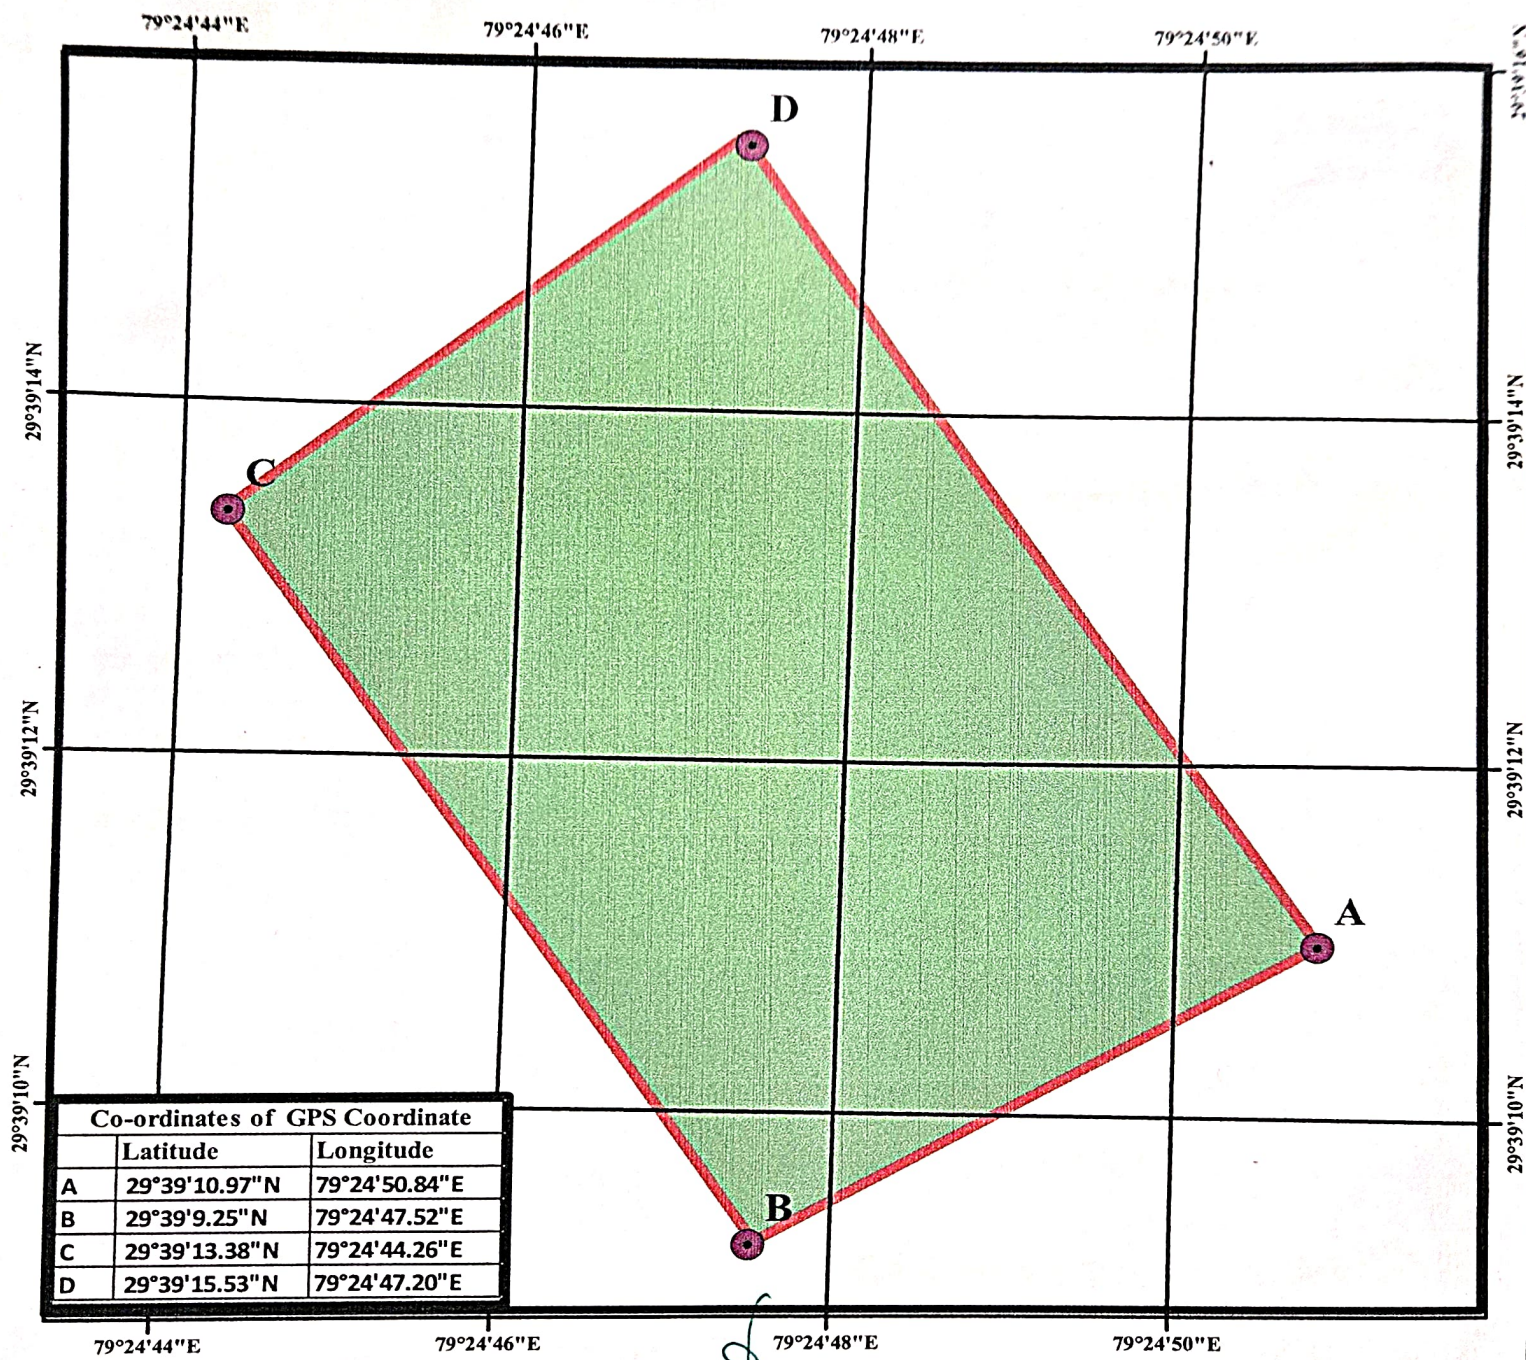 79°24'44"E 79°24'46"E 79°24'48"E 79°24'50"E
D
29°39'14"N
29°39'14"N
C
29°39'12"N
29°39'12"N
A
29°39'10"N
29°39'10"N
B
Co-ordinates of GPS Coordinate
Latitude Longitude
A 29°39'10.97"N 79°24'50.84"E
B 29°39'9.25"N 79°24'47.52"E
C 29°39'13.38"N 79°24'44.26"E
D 29°39'15.53"N 79°24'47.20"E
79°24'44"E 79°24'46"E 79°24'48"E 79°24'50"E